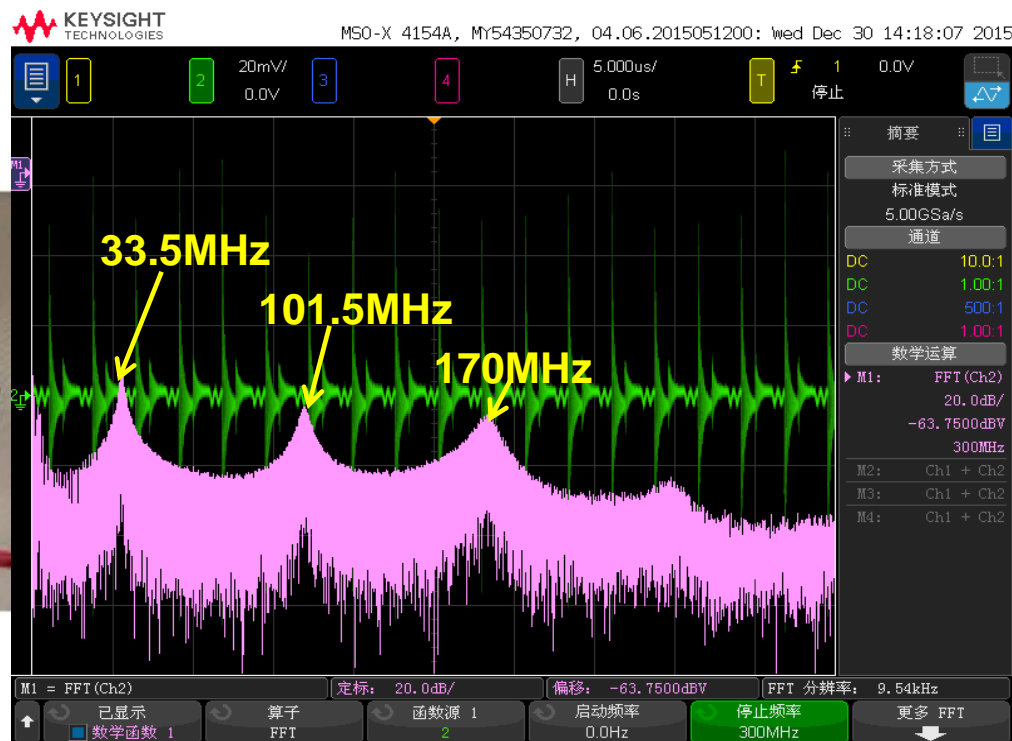 KEYSIGHT
TECHNOLOGIES
MSO-X 4154A, MY54350732, 04.06.2015051200: Wed Dec 30 14:18:07 2015
1 2 20mV/ 3 4 H 5.000us/ T 1 0.0V
0.0V 0.0s 停止
摘要
采集方式
标准模式
5.00GSa/s
通道
DC 10.0:1
DC 1.00:1
DC 500:1
DC 1.00:1
数学运算
M1: FFT(Ch2)
20.0dB/
-63.7500dBV
300MHz
M2: Ch1 + Ch2
M3: Ch1 + Ch2
M4: Ch1 + Ch2
M1
33.5MHz
101.5MHz
170MHz
2
M1 = FFT(Ch2) 定标: 20.0dB/ 偏移: -63.7500dBV FFT 分辨率: 9.54kHz
已显示 算子 函数源 1 启动频率 停止频率 更多 FFT
数学函数 1 FFT 2 0.0Hz 300MHz